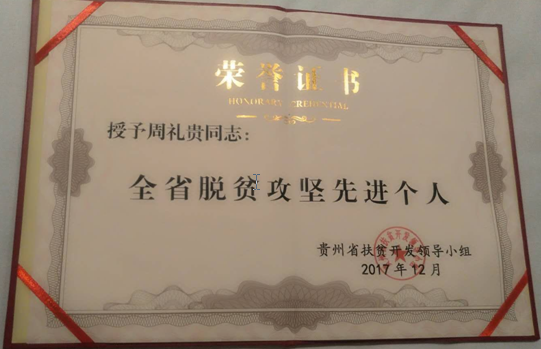 荣誉证书
HONORARY CREDENTIAL
授予周礼贵同志：
全省脱贫攻坚先进个人
贵州省扶贫开发领导小组
2017年12月